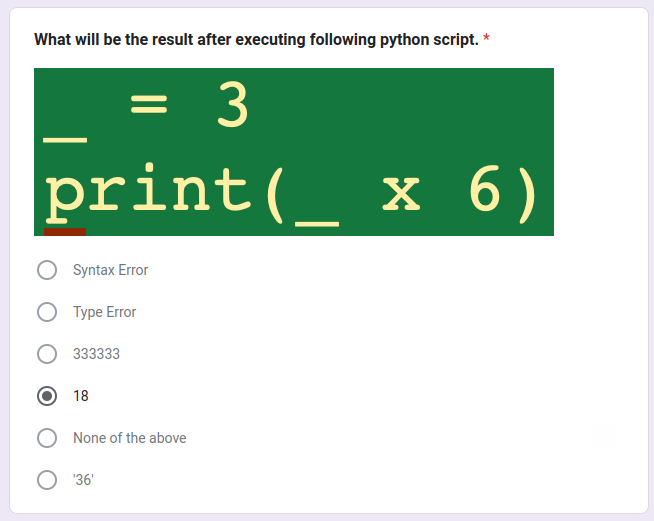 What will be the result after executing following python script. *
_ = 3
print(_ x 6)
Syntax Error
Type Error
333333
18
None of the above
'36'